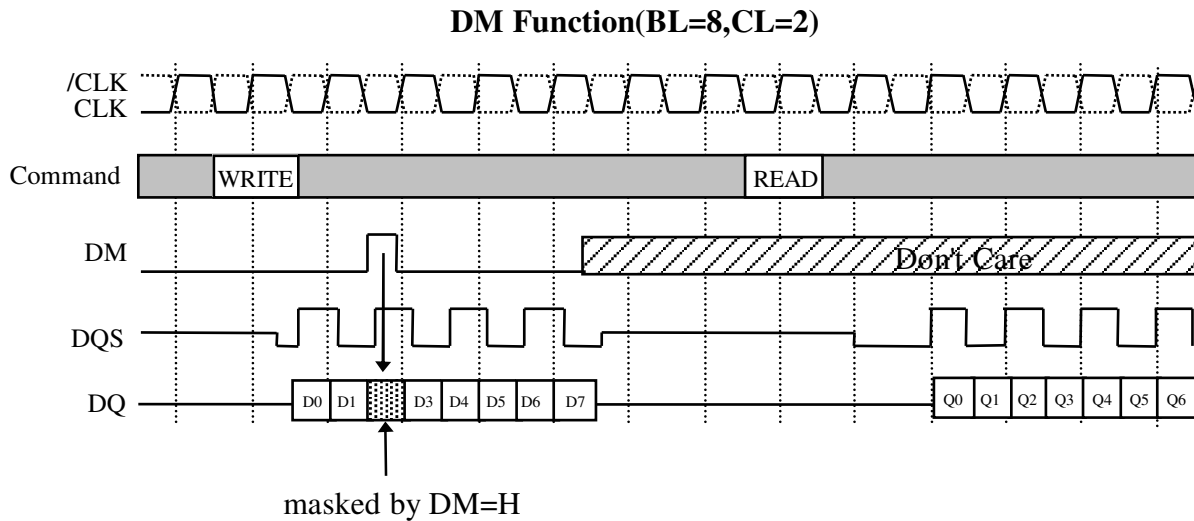 DM Function(BL=8,CL=2)
/CLK
CLK
Command
WRITE
READ
DM
Don't Care
DQS
DQ
D0 D1 D3 D4 D5 D6 D7
Q0 Q1 Q2 Q3 Q4 Q5 Q6
masked by DM=H